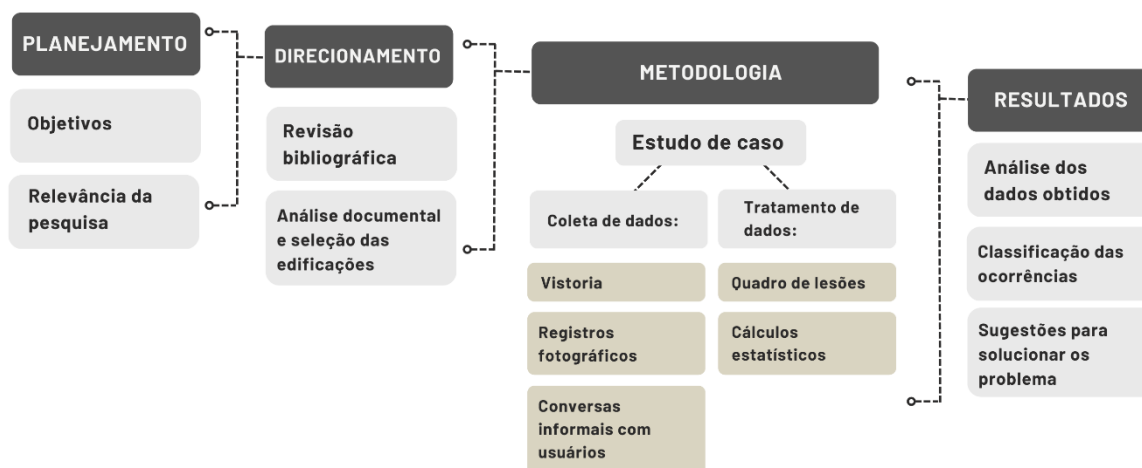 PLANEJAMENTO
Objetivos
Relevância da
pesquisa
DIRECIONAMENTO
Revisão
bibliográfica
Análise documental
e seleção das
edificações
METODOLOGIA
Estudo de caso
Coleta de dados:
Vistoria
Registros
fotográficos
Conversas
informais com
usuários
Tratamento de
dados:
Quadro de lesões
Cálculos
estatísticos
RESULTADOS
Análise dos
dados obtidos
Classificação das
ocorrências
Sugestões para
solucionar os
problema